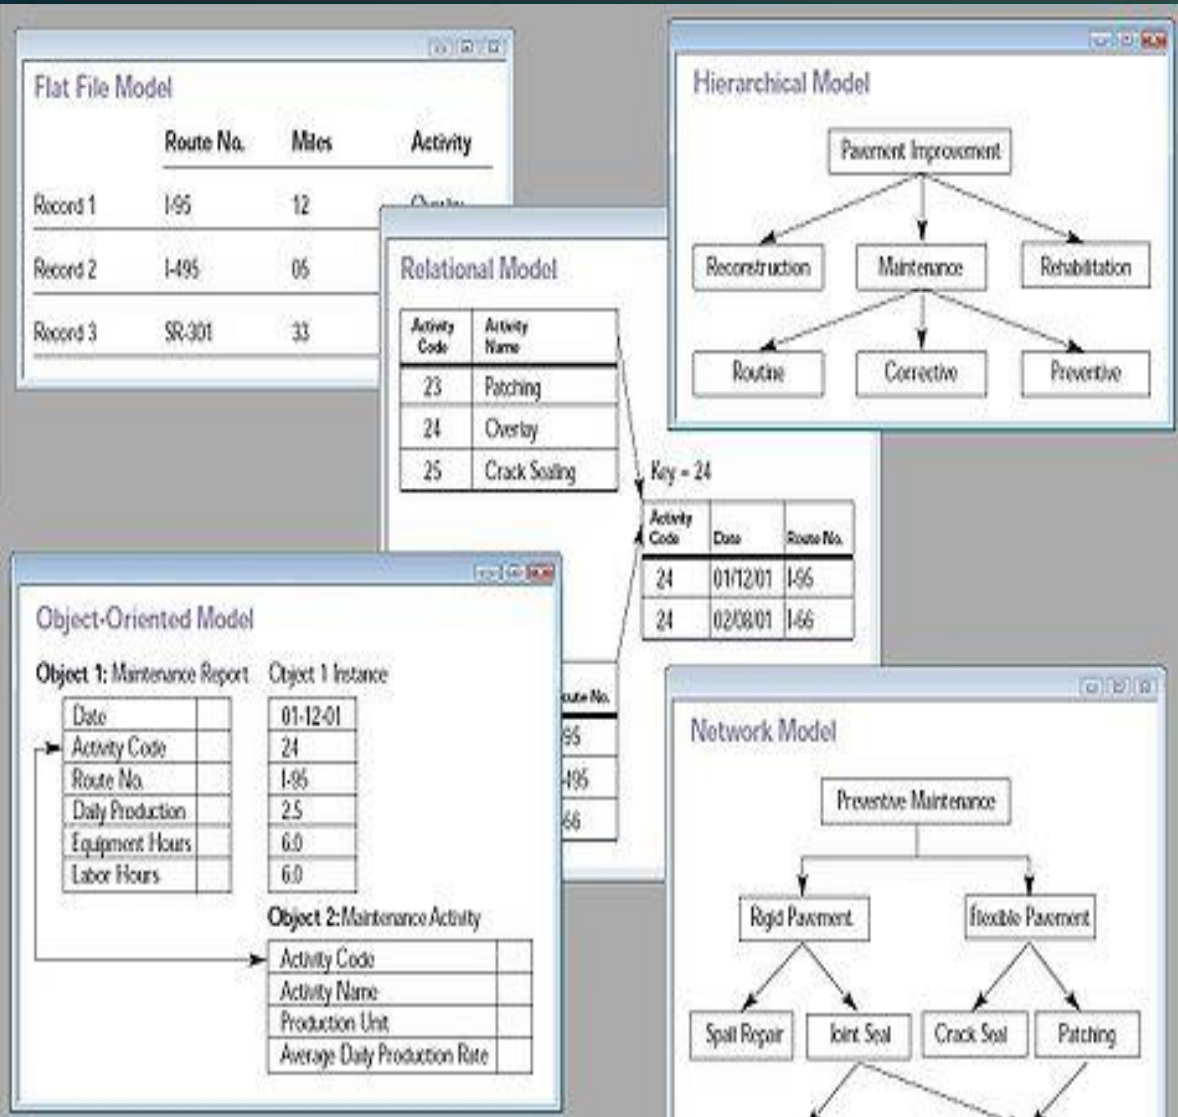 Flat File Model
Route No. Miles Activity
Record 1 I-95 12 Overlay
Record 2 I-495 05
Record 3 SR-301 33
Hierarchical Model
Pavement Improvement
Reconstruction Maintenance Rehabilitation
Routine Corrective Preventive
Relational Model
Activity Code Activity Name
23 Patching
24 Overlay
25 Crack Sealing
Key = 24
Activity Code Date Route No.
24 01/12/01 I-95
24 02/08/01 I-66
oute No.
95
495
66
Object-Oriented Model
Object 1: Maintenance Report Object 1 Instance
Date 01-12-01
Activity Code 24
Route No. I-95
Daily Production 2.5
Equipment Hours 6.0
Labor Hours 6.0
Object 2: Maintenance Activity
Activity Code
Activity Name
Production Unit
Average Daily Production Rate
Network Model
Preventive Maintenance
Rigid Pavement Flexible Pavement
Spall Repair Joint Seal Crack Seal Patching